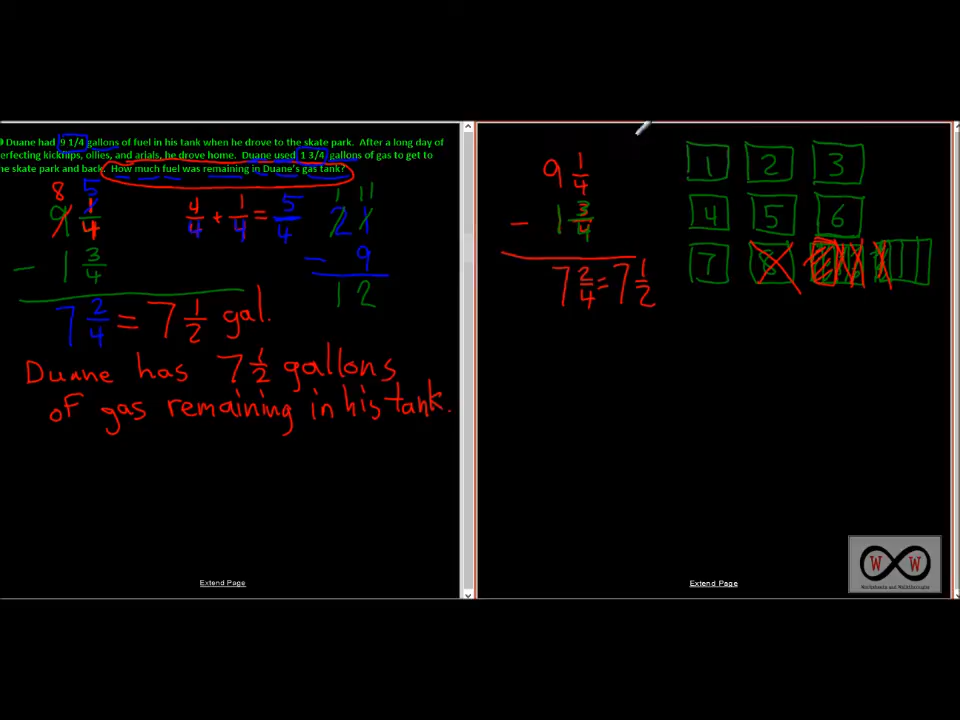 Duane had 9 1/4 gallons of fuel in his tank when he drove to the skate park. After a long day of
erfecting kickflips, ollies, and arials, he drove home. Duane used 1 3/4 gallons of gas to get to
he skate park and back. How much fuel was remaining in Duane's gas tank?
8 5
9 1/4
- 1 3/4
7 2/4 = 7 1/2 gal.
4/4 + 1/4 = 5/4
1 11
21
- 9
12
Duane has 7 1/2 gallons
of gas remaining in his tank.
Extend Page
9 1/4
- 1 3/4
7 2/4 = 7 1/2
1 2 3
4 5 6
7 8
W W
Worksheets and Walkthroughs
Extend Page